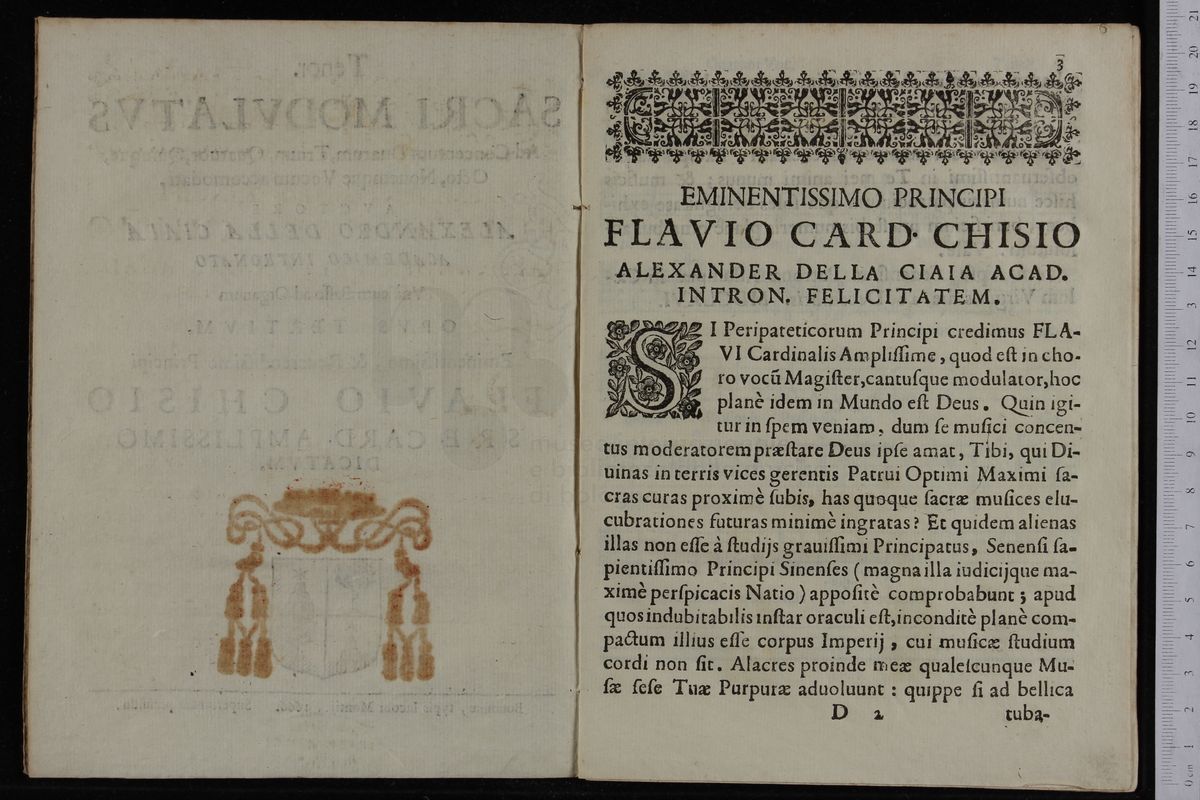 3
EMINENTISSIMO PRINCIPI
FLAVIO CARD. CHISIO
ALEXANDER DELLA CIAIA ACAD.
INTRON. FELICITATEM.
SI Peripateticorum Principi credimus FLA-
VI Cardinalis Ampliſſime, quod eſt in cho-
ro vocũ Magiſter, cantuſque modulator, hoc
planè idem in Mundo eſt Deus. Quin igi-
tur in ſpem veniam, dum ſe muſici concen-
tus moderatorem præſtare Deus ipſe amat, Tibi, qui Di-
uinas in terris vices gerentis Patrui Optimi Maximi ſa-
cras curas proximè ſubis, has quoque ſacræ muſices elu-
cubrationes futuras minimè ingratas? Et quidem alienas
illas non eſſe à ſtudijs grauiſſimi Principatus, Senenſi ſa-
pientiſſimo Principi Sinenſes (magna illa iudicijque ma-
ximè perſpicacis Natio) appoſitè comprobabunt; apud
quos indubitabilis inſtar oraculi eſt, inconditè planè com-
pactum illius eſſe corpus Imperij, cui muſicæ ſtudium
cordi non ſit. Alacres proinde meæ qualeſcunque Mu-
ſæ ſeſe Tuæ Purpuræ aduoluunt: quippe ſi ad bellica
D 2 tuba-